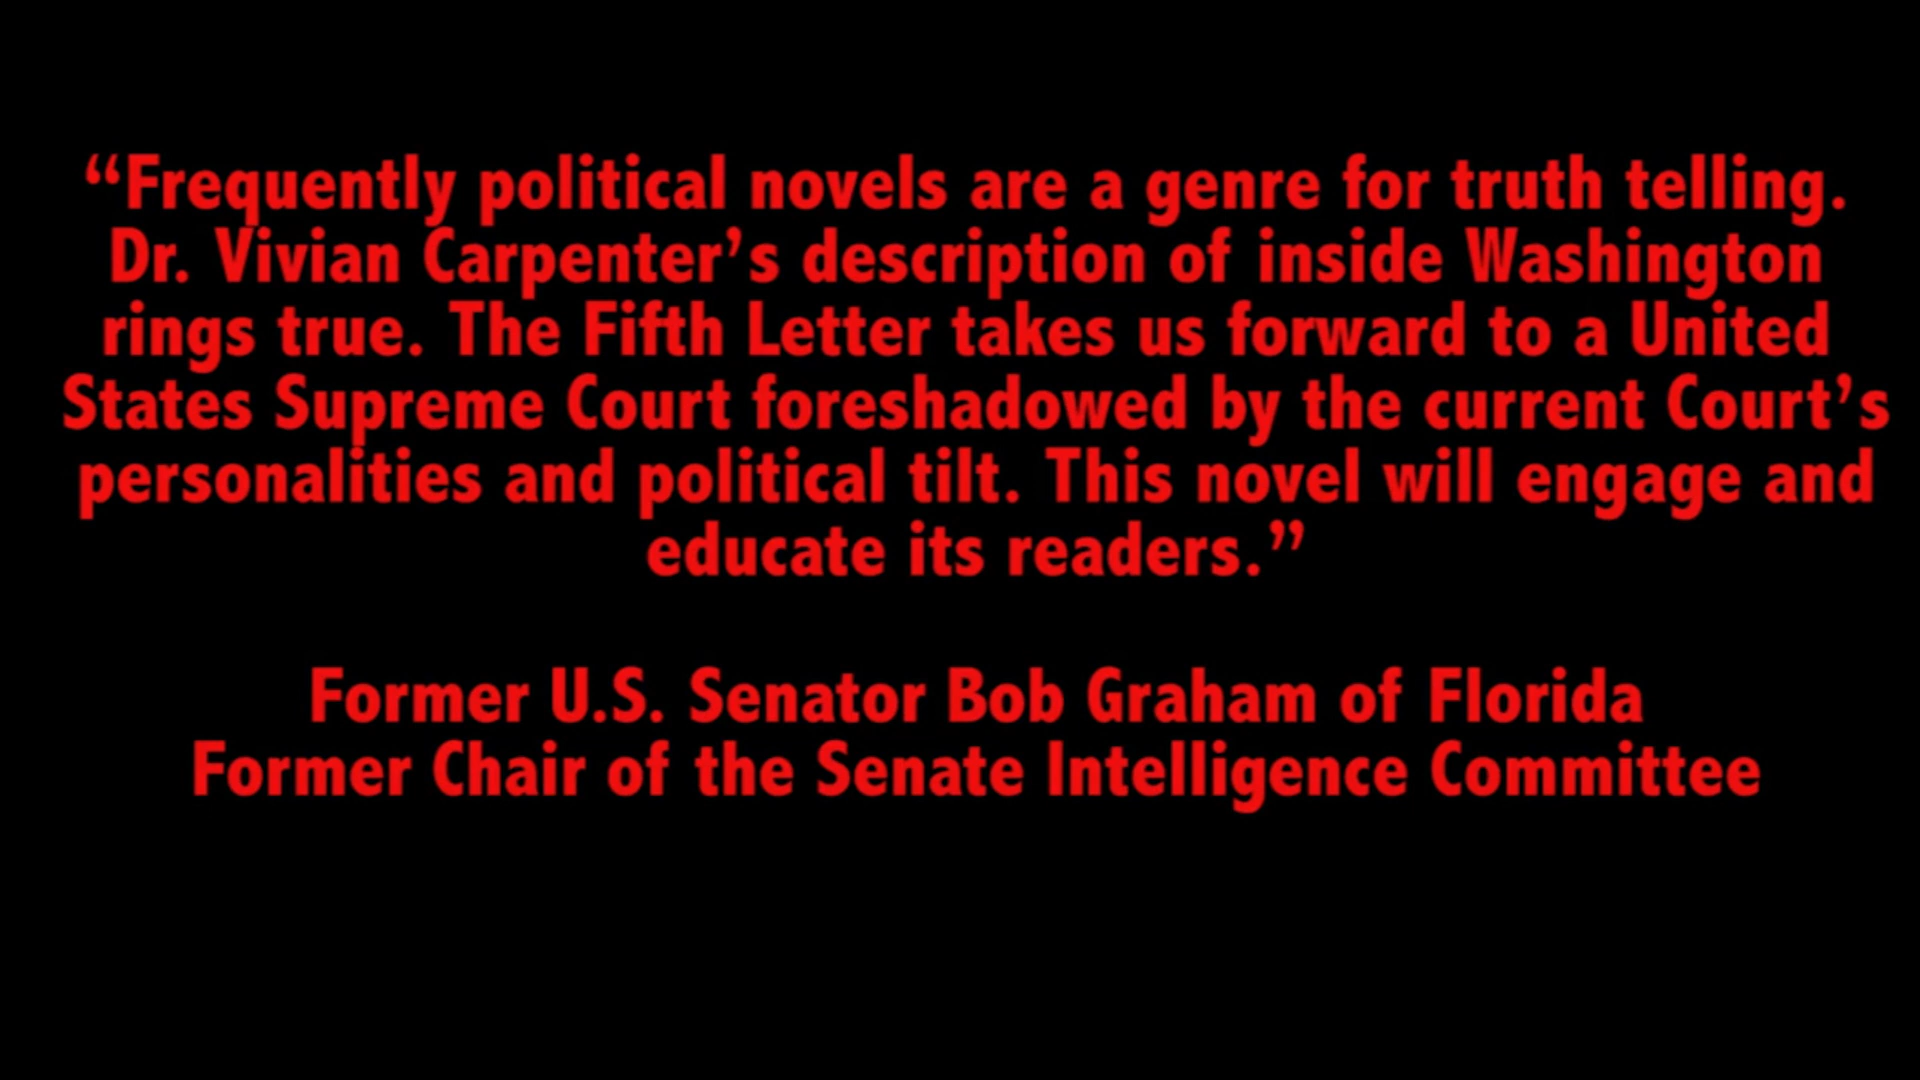 “Frequently political novels are a genre for truth telling.
Dr. Vivian Carpenter’s description of inside Washington
rings true. The Fifth Letter takes us forward to a United
States Supreme Court foreshadowed by the current Court’s
personalities and political tilt. This novel will engage and
educate its readers.”
Former U.S. Senator Bob Graham of Florida
Former Chair of the Senate Intelligence Committee